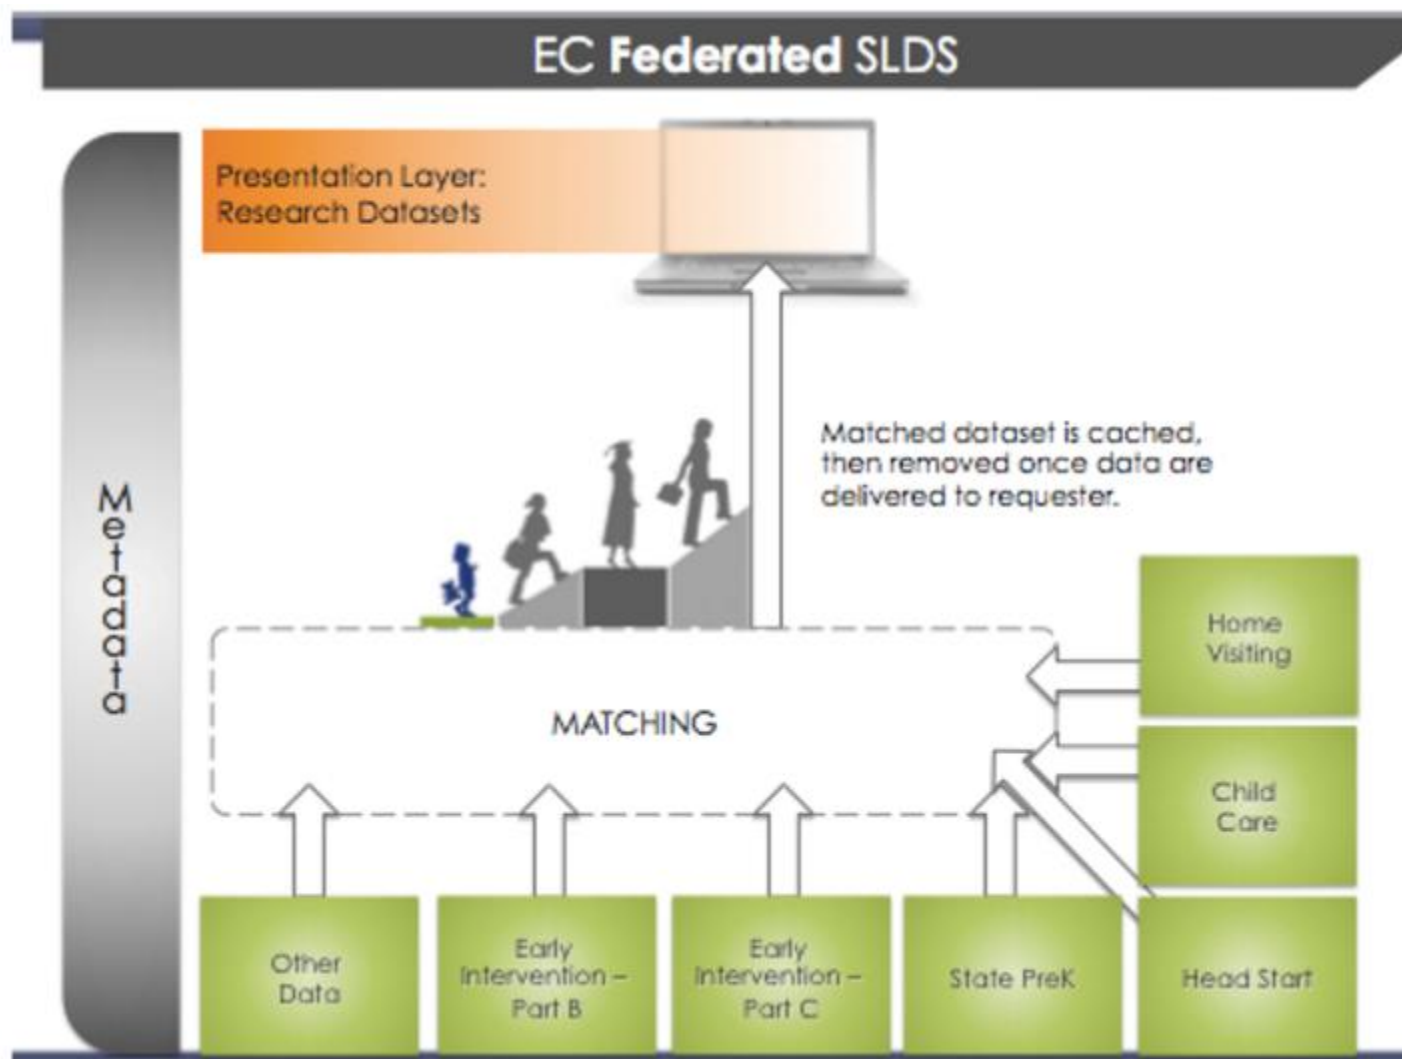 EC Federated SLDS
Presentation Layer:
Research Datasets
Metadata
Matched dataset is cached,
then removed once data are
delivered to requester.
MATCHING
Home
Visiting
Child
Care
Other
Data
Early
Intervention –
Part B
Early
Intervention –
Part C
State PreK
Head Start